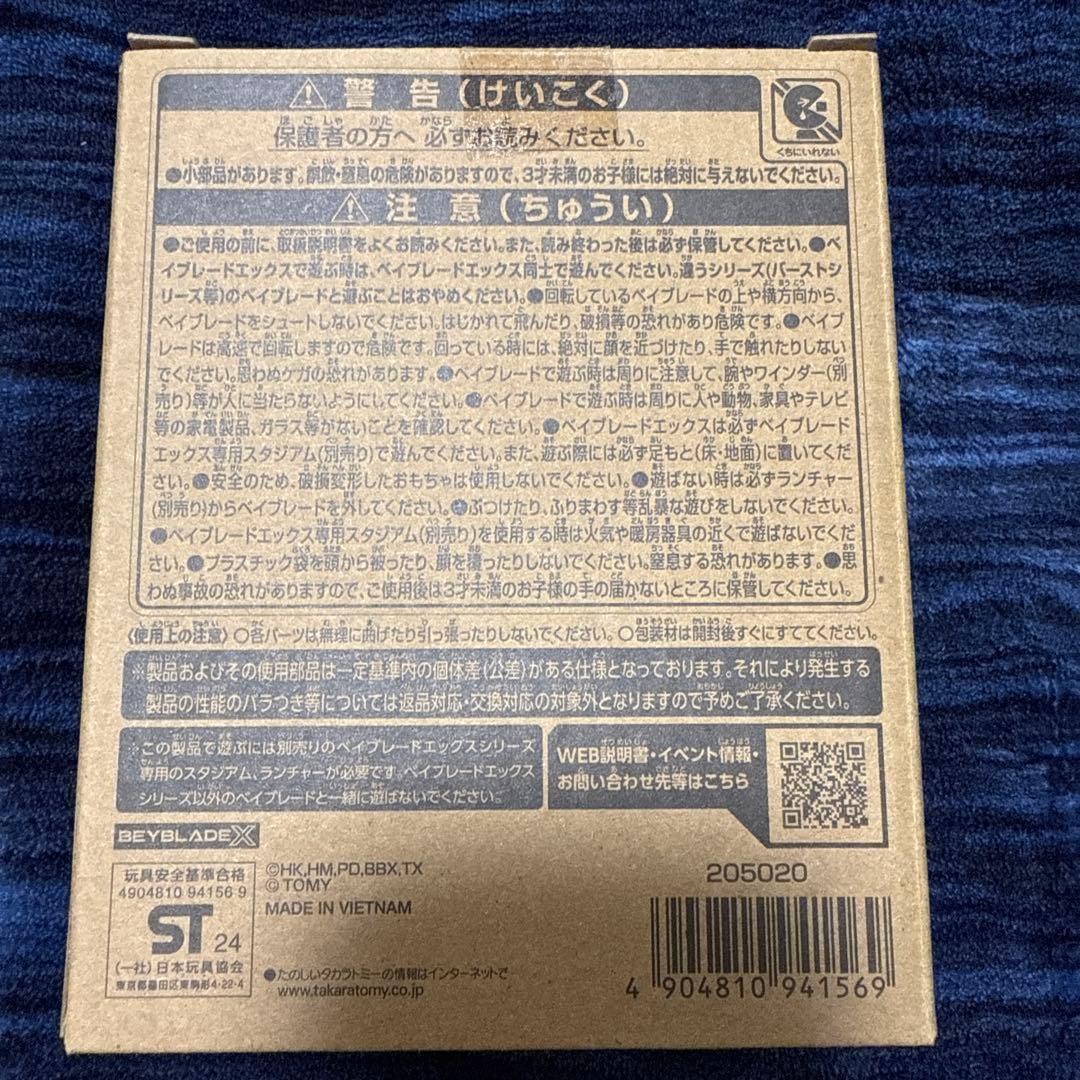 ⚠ 警 告 (けいこく)
保護者の方へ 必ずお読みください。
くちにいれない
●小部品があります。誤飲・窒息の危険がありますので、3才未満のお子様には絶対に与えないでください。
⚠ 注 意 (ちゅうい)
●ご使用の前に、取扱説明書をよくお読みください。また、読み終わった後は必ず保管してください。●ベ
イブレードエックスで遊ぶ時は、ベイブレードエックス同士で遊んでください。違うシリーズ(バーストシ
リーズ等)のベイブレードと遊ぶことはおやめください。●回転しているベイブレードの上や横方向から、
ベイブレードをシュートしないでください。はじかれて飛んだり、破損等の恐れがあり危険です。●ベイブ
レードは高速で回転しますので危険です。回っている時には、絶対に顔を近づけたり、手で触れたりしない
でください。思わぬケガの恐れがあります。●ベイブレードで遊ぶ時は周りに注意して、腕やワインダー(別
売り)等が人に当たらないようにしてください。●ベイブレードで遊ぶ時は周りに人や動物、家具やテレビ
等の家電製品、ガラス等がないことを確認してください。●ベイブレードエックスは必ずベイブレード
エックス専用スタジアム(別売り)で遊んでください。また、遊ぶ際には必ず足もと(床・地面)に置いてくだ
さい。●安全のため、破損変形したおもちゃは使用しないでください。●遊ばない時は必ずランチャー
(別売り)からベイブレードを外してください。●ぶつけたり、ふりまわす等乱暴な遊びをしないでください。
●ベイブレードエックス専用スタジアム(別売り)を使用する時は火気や暖房器具の近くで遊ばないでくだ
さい。●プラスチック袋を頭から被ったり、顔を覆ったりしないでください。窒息する恐れがあります。●思
わぬ事故の恐れがありますので、ご使用後は3才未満のお子様の手の届かないところに保管してください。
〈使用上の注意〉○各パーツは無理に曲げたり引っ張ったりしないでください。○包装材は開封後すぐにすててください。
※製品およびその使用部品は一定基準内の個体差(公差)がある仕様となっております。それにより発生する
製品の性能のバラつき等については返品対応・交換対応の対象外となりますので予めご了承ください。
※この製品で遊ぶには別売りのベイブレードエックスシリーズ
専用のスタジアム、ランチャーが必要です。ベイブレードエックス
シリーズ以外のベイブレードと一緒に遊ばないでください。
WEB説明書・イベント情報・
お問い合わせ先等はこちら
BEYBLADE X
玩具安全基準合格
4904810 94156 9
ST 24
(一社)日本玩具協会
東京都墨田区東駒形4-22-4
©HK,HM,PD,BBX,TX
© TOMY
MADE IN VIETNAM
●たのしいタカラトミーの情報はインターネットで
www.takaratomy.co.jp
205020
4 904810 941569